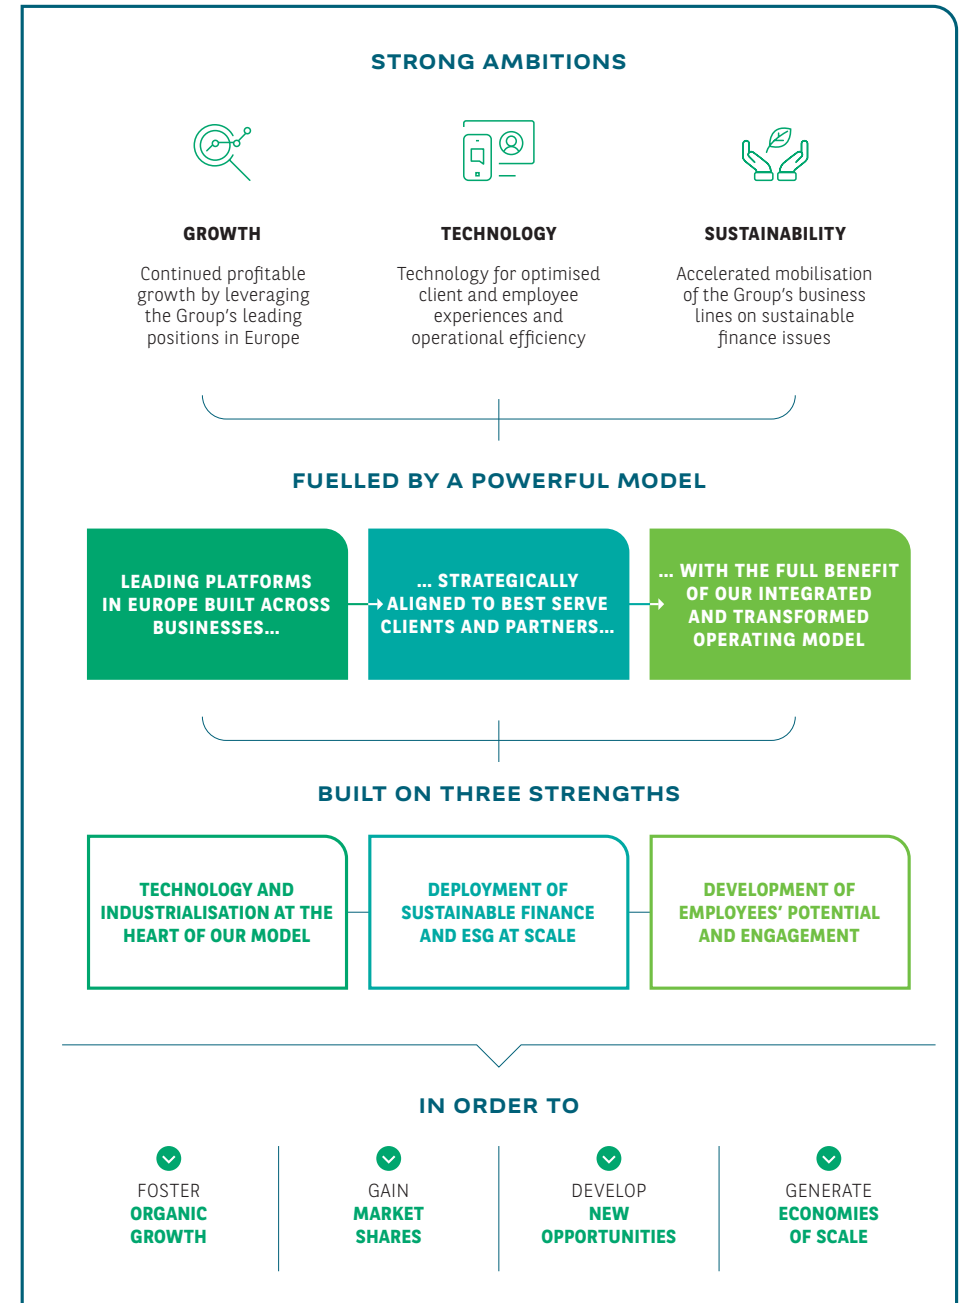 STRONG AMBITIONS
GROWTH
Continued profitable
growth by leveraging
the Group's leading
positions in Europe
TECHNOLOGY
Technology for optimised
client and employee
experiences and
operational efficiency
SUSTAINABILITY
Accelerated mobilisation
of the Group's business
lines on sustainable
finance issues
FUELLED BY A POWERFUL MODEL
LEADING PLATFORMS
IN EUROPE BUILT ACROSS
BUSINESSES...
... STRATEGICALLY
ALIGNED TO BEST SERVE
CLIENTS AND PARTNERS...
... WITH THE FULL BENEFIT
OF OUR INTEGRATED
AND TRANSFORMED
OPERATING MODEL
BUILT ON THREE STRENGTHS
TECHNOLOGY AND
INDUSTRIALISATION AT THE
HEART OF OUR MODEL
DEPLOYMENT OF
SUSTAINABLE FINANCE
AND ESG AT SCALE
DEVELOPMENT OF
EMPLOYEES' POTENTIAL
AND ENGAGEMENT
IN ORDER TO
FOSTER
ORGANIC
GROWTH
GAIN
MARKET
SHARES
DEVELOP
NEW
OPPORTUNITIES
GENERATE
ECONOMIES
OF SCALE